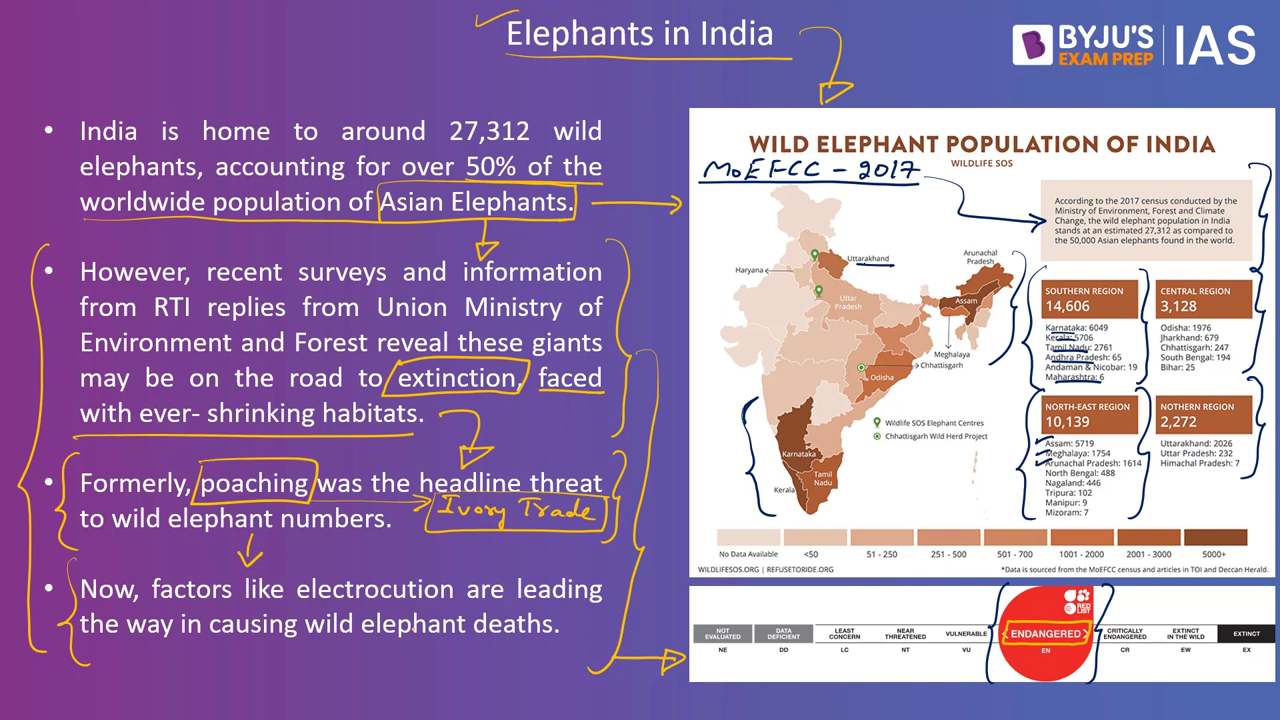 Elephants in India
BYJU'S
EXAM PREP
IAS
• India is home to around 27,312 wild
elephants, accounting for over 50% of the
worldwide population of Asian Elephants.
• However, recent surveys and information
from RTI replies from Union Ministry of
Environment and Forest reveal these giants
may be on the road to extinction, faced
with ever- shrinking habitats.
• Formerly, poaching was the headline threat
to wild elephant numbers.
Ivory Trade
• Now, factors like electrocution are leading
the way in causing wild elephant deaths.
WILD ELEPHANT POPULATION OF INDIA
WILDLIFE SOS
MoEFCC - 2017
According to the 2017 census conducted by the
Ministry of Environment, Forest and Climate
Change, the wild elephant population in India
stands at an estimated 27,312 as compared to
the 50,000 Asian elephants found in the world.
Haryana
Uttarakhand
Uttar
Pradesh
Arunachal
Pradesh
Assam
Meghalaya
Chhattisgarh
Odisha
Karnataka
Kerala
Tamil
Nadu
Wildlife SOS Elephant Centres
Chhattisgarh Wild Herd Project
SOUTHERN REGION
14,606
Karnataka: 6049
Kerala: 5706
Tamil Nadu: 2761
Andhra Pradesh: 65
Andaman & Nicobar: 19
Maharashtra: 6
CENTRAL REGION
3,128
Odisha: 1976
Jharkhand: 679
Chhattisgarh: 247
South Bengal: 194
Bihar: 25
NORTH-EAST REGION
10,139
Assam: 5719
Meghalaya: 1754
Arunachal Pradesh: 1614
North Bengal: 488
Nagaland: 446
Tripura: 102
Manipur: 9
Mizoram: 7
NOTHERN REGION
2,272
Uttarakhand: 2026
Uttar Pradesh: 232
Himachal Pradesh: 7
No Data Available
<50
51 - 250
251 - 500
501 - 700
1001 - 2000
2001 - 3000
5000+
WILDLIFESOS.ORG | REFUSETORIDE.ORG
*Data is sourced from the MoEFCC census and articles in TOI and Deccan Herald.
RED
LIST
NOT
EVALUATED
NE
DATA
DEFICIENT
DD
LEAST
CONCERN
LC
NEAR
THREATENED
NT
VULNERABLE
VU
ENDANGERED
EN
CRITICALLY
ENDANGERED
CR
EXTINCT
IN THE WILD
EW
EXTINCT
EX